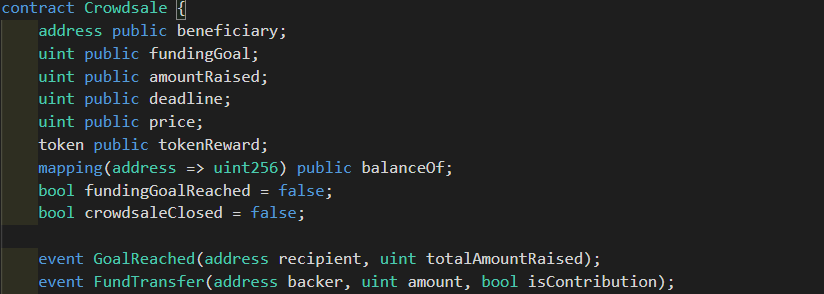 contract Crowdsale {
    address public beneficiary;
    uint public fundingGoal;
    uint public amountRaised;
    uint public deadline;
    uint public price;
    token public tokenReward;
    mapping(address => uint256) public balanceOf;
    bool fundingGoalReached = false;
    bool crowdsaleClosed = false;

    event GoalReached(address recipient, uint totalAmountRaised);
    event FundTransfer(address backer, uint amount, bool isContribution);